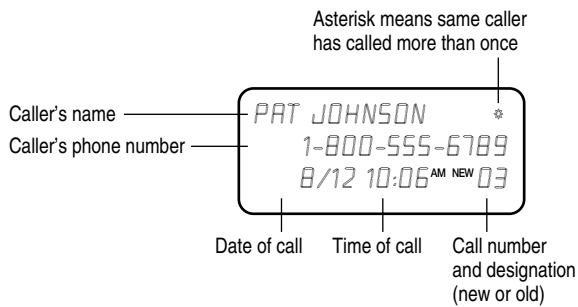 Asterisk means same caller
has called more than once
Caller's name
PAT JOHNSON *
Caller's phone number
1-800-555-6789
8/12 10:06 AM NEW 03
Date of call
Time of call
Call number
and designation
(new or old)